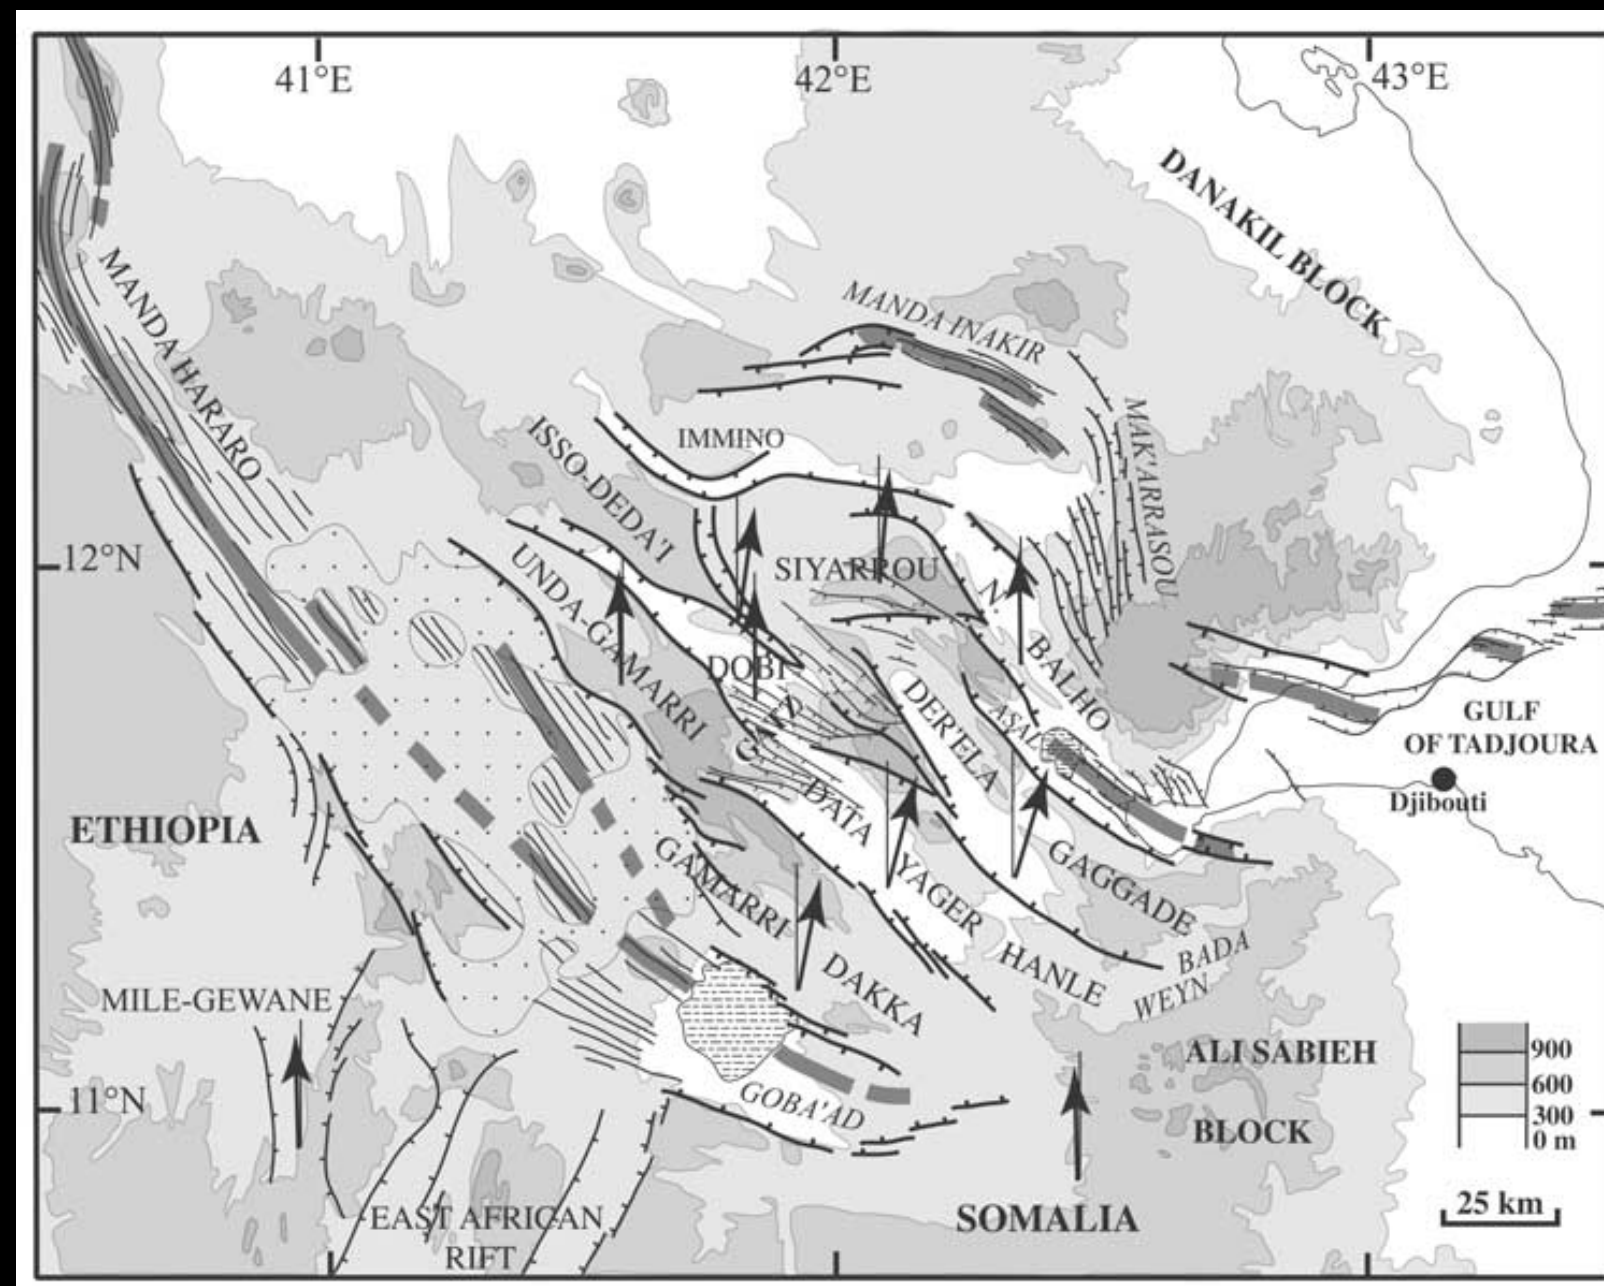 41°E
42°E
43°E
DANAKIL BLOCK
MANDA HARARO
MANDA INAKIR
MAK'ARRASOU
IMMINO
ISSO-DEDA'I
12°N
UNDA-GAMARRI
SIYARROU
N. BALHO
DOBI
DER'ELA
ASAL
GULF
OF TADJOURA
Djibouti
DATA
YAGER
ETHIOPIA
GAMARRI
GAGGADE
HANLE
BADA
WEYN
DAKKA
MILE-GEWANE
ALI SABIEH
BLOCK
11°N
GOBA'AD
900
600
300
0 m
25 km
EAST AFRICAN
RIFT
SOMALIA